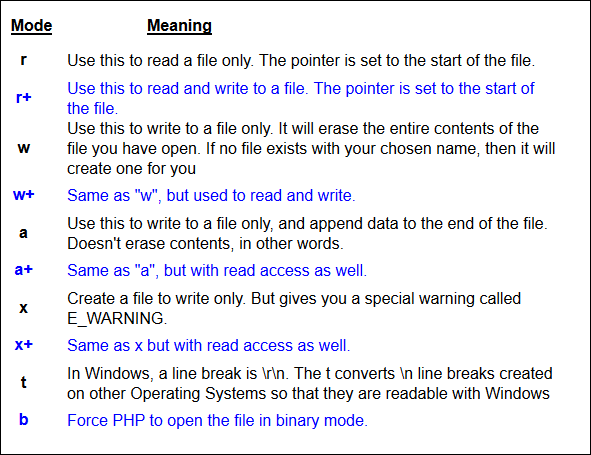 Mode Meaning
r Use this to read a file only. The pointer is set to the start of the file.
r+ Use this to read and write to a file. The pointer is set to the start of
the file.
Use this to write to a file only. It will erase the entire contents of the
w file you have open. If no file exists with your chosen name, then it will
create one for you
w+ Same as "w", but used to read and write.
a Use this to write to a file only, and append data to the end of the file.
Doesn't erase contents, in other words.
a+ Same as "a", but with read access as well.
x Create a file to write only. But gives you a special warning called
E_WARNING.
x+ Same as x but with read access as well.
t In Windows, a line break is \r\n. The t converts \n line breaks created
on other Operating Systems so that they are readable with Windows
b Force PHP to open the file in binary mode.